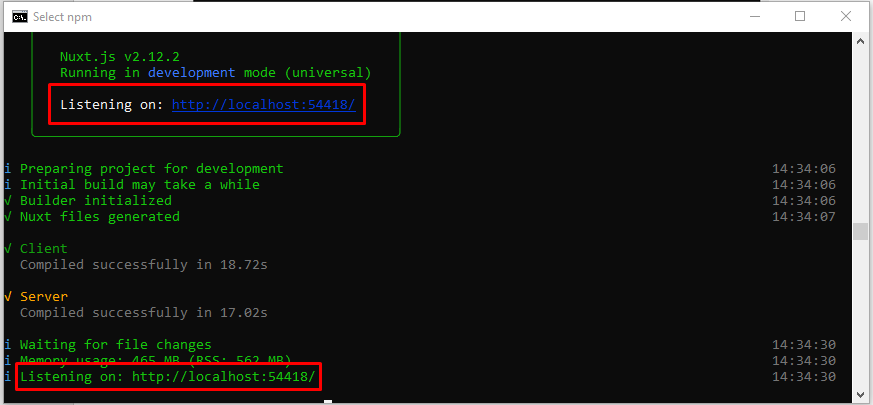 Select npm
Nuxt.js v2.12.2
Running in development mode (universal)
Listening on: http://localhost:54418/
i Preparing project for development 14:34:06
i Initial build may take a while 14:34:06
√ Builder initialized 14:34:06
√ Nuxt files generated 14:34:07
√ Client
Compiled successfully in 18.72s
√ Server
Compiled successfully in 17.02s
i Waiting for file changes 14:34:30
i Memory usage: 465 MB (RSS: 562 MB) 14:34:30
i Listening on: http://localhost:54418/ 14:34:30